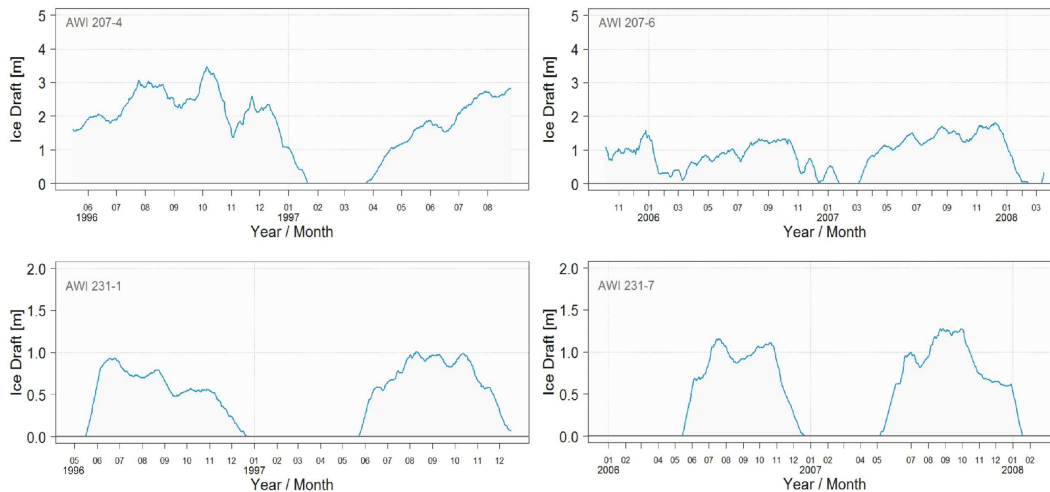 AWI 207-4
Ice Draft [m]
5
4
3
2
1
0
06 07 08 09 10 11 12 01 02 03 04 05 06 07 08
1996 1997
Year / Month
AWI 207-6
Ice Draft [m]
5
4
3
2
1
0
11 01 03 05 07 09 11 01 03 05 07 09 11 01 03
2006 2007 2008
Year / Month
AWI 231-1
Ice Draft [m]
2.0
1.5
1.0
0.5
0.0
05 06 07 08 09 10 11 12 01 02 03 04 05 06 07 08 09 10 11 12
1996 1997
Year / Month
AWI 231-7
Ice Draft [m]
2.0
1.5
1.0
0.5
0.0
01 02 04 05 06 07 08 09 10 11 12 01 02 04 05 07 08 09 10 11 12 01 02
2006 2007 2008
Year / Month